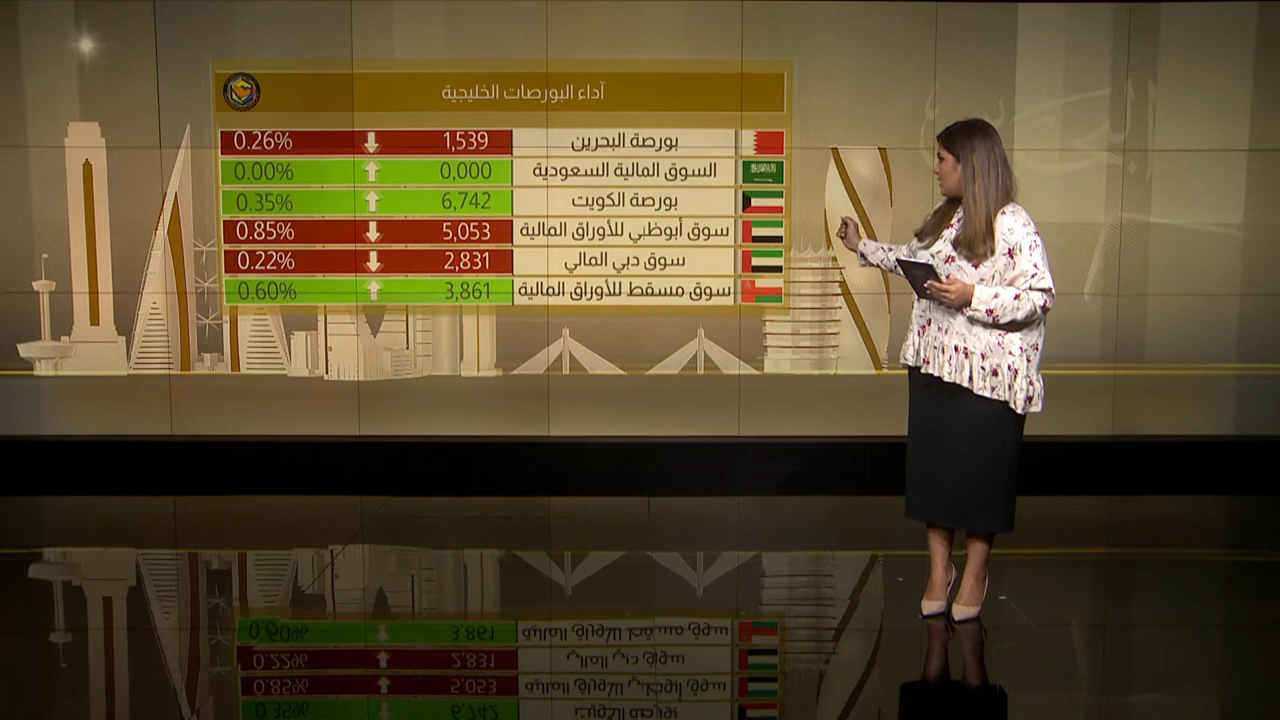 آداء البورصات الخليجية
بورصة البحرين 1,539 0.26%
السوق المالية السعودية 0,000 0.00%
بورصة الكويت 6,742 0.35%
سوق أبوظبي للأوراق المالية 5,053 0.85%
سوق دبي المالي 2,831 0.22%
سوق مسقط للأوراق المالية 3,861 0.60%